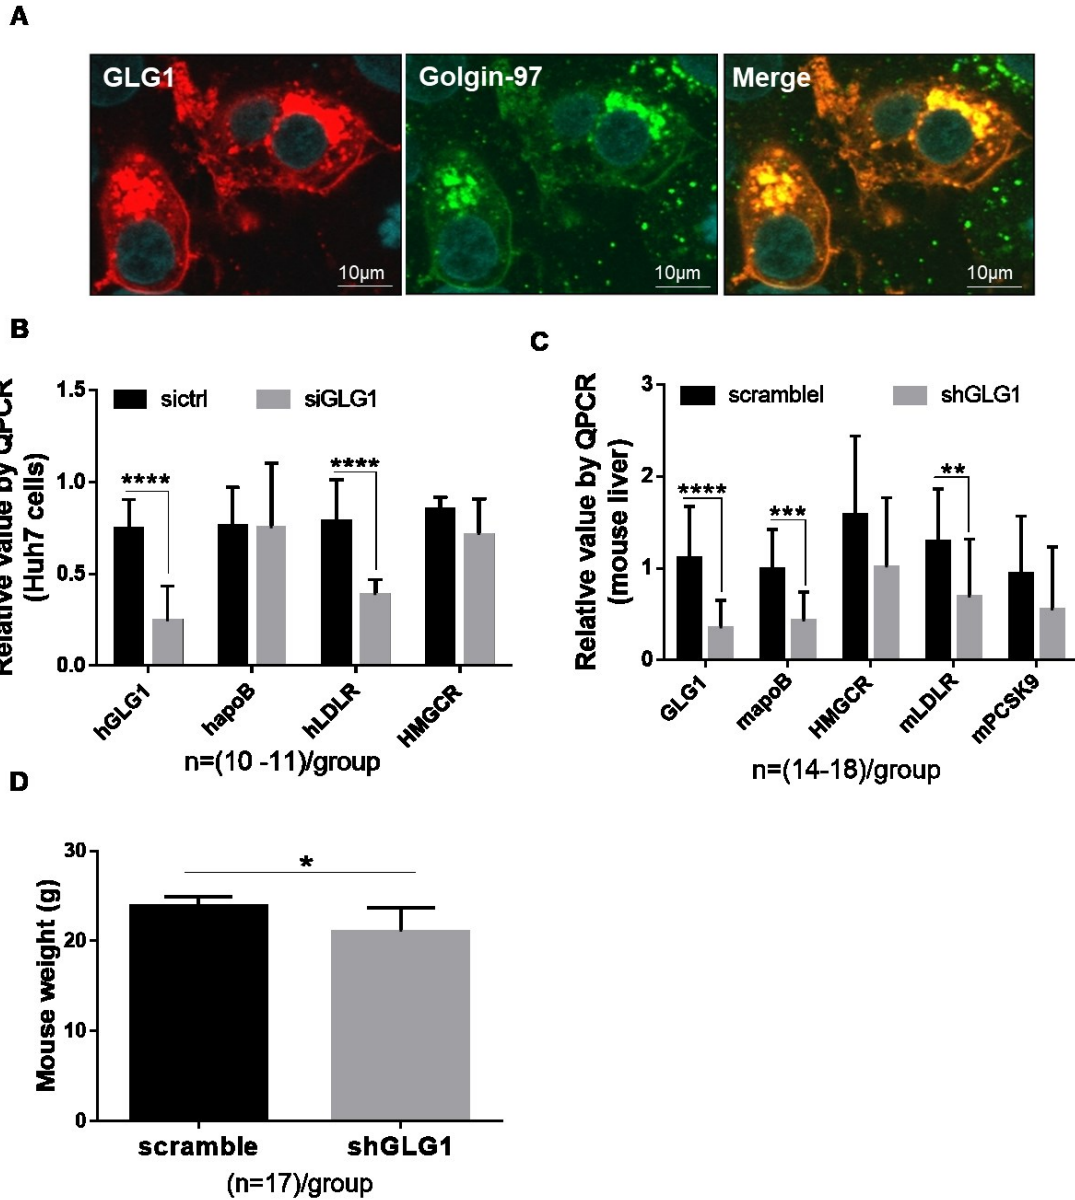 A
GLG1
Golgin-97
Merge
10µm
10µm
10µm
B
Relative value by QPCR
(Huh7 cells)
1.5
1.0
0.5
0.0
sictrl
siGLG1
****
****
hGLG1
hapoB
hLDLR
HMGCR
n=(10 -11)/group
C
Relative value by QPCR
(mouse liver)
3
2
1
0
scramblel
shGLG1
****
***
**
GLG1
mapoB
HMGCR
mLDLR
mPCSK9
n=(14-18)/group
D
Mouse weight (g)
30
20
10
0
*
scramble
shGLG1
(n=17)/group